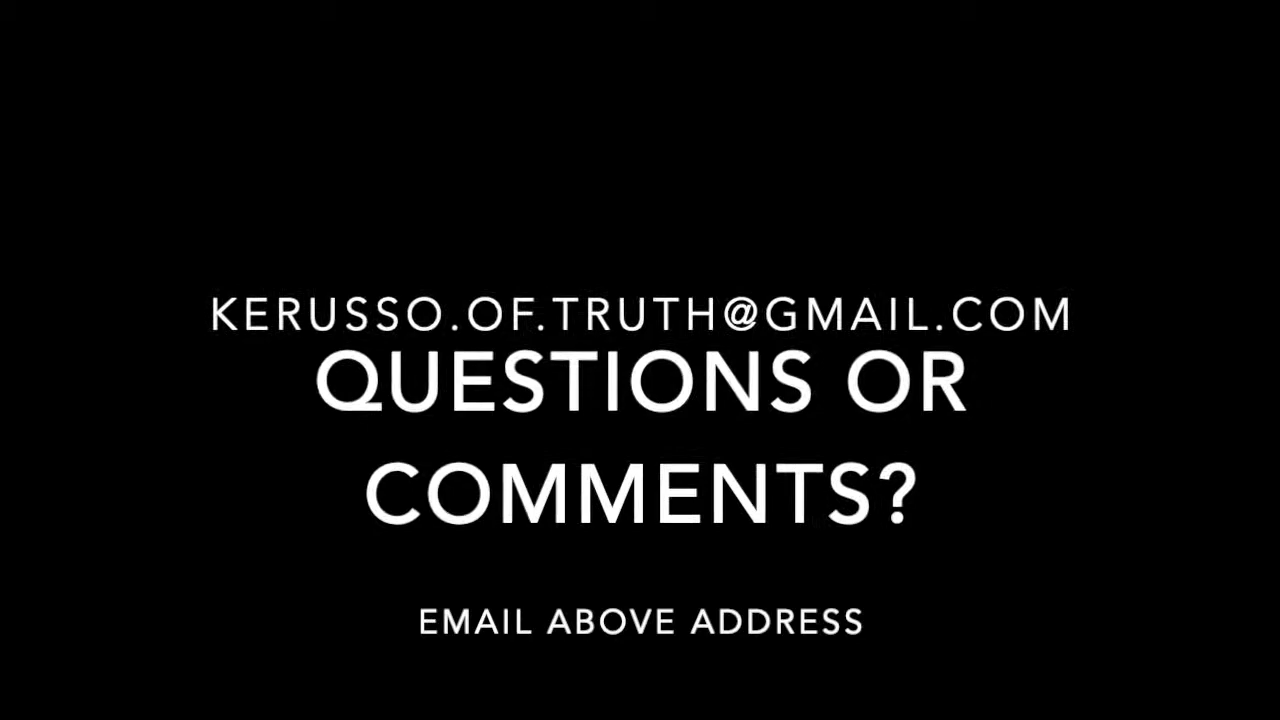 KERUSSO.OF.TRUTH@GMAIL.COM
QUESTIONS OR
COMMENTS?
EMAIL ABOVE ADDRESS